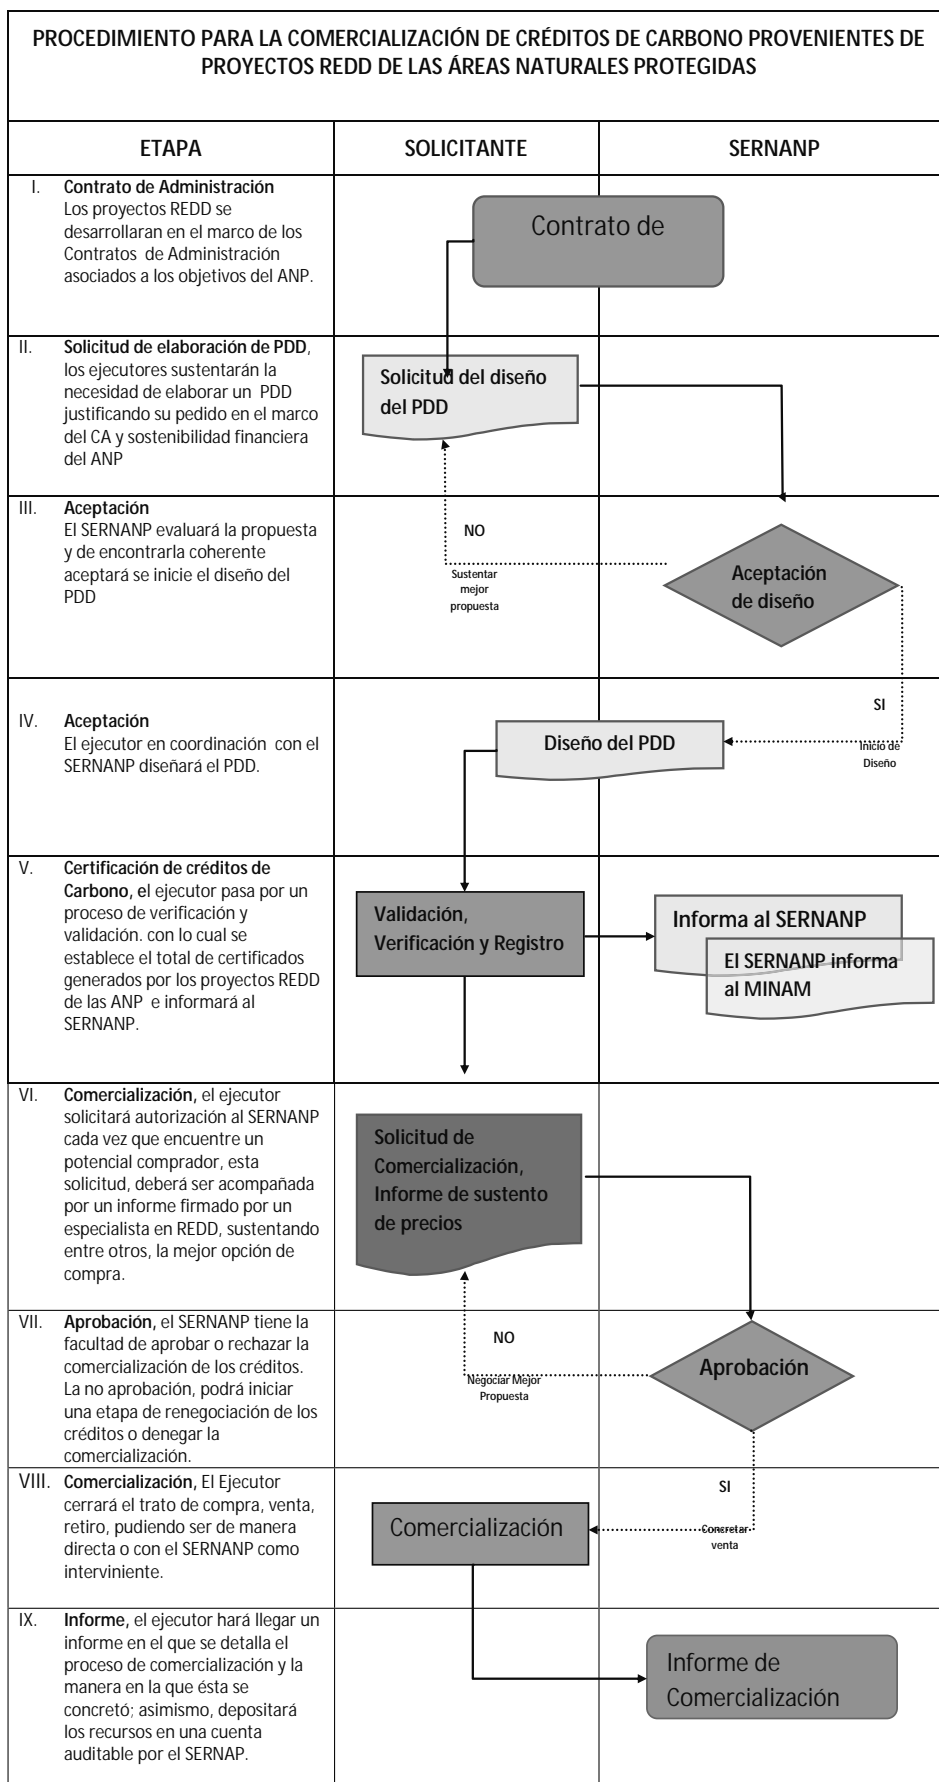 PROCEDIMIENTO PARA LA COMERCIALIZACIÓN DE CRÉDITOS DE CARBONO PROVENIENTES DE
PROYECTOS REDD DE LAS ÁREAS NATURALES PROTEGIDAS
ETAPA
SOLICITANTE
SERNANP
I. Contrato de Administración
Los proyectos REDD se
desarrollaran en el marco de los
Contratos de Administración
asociados a los objetivos del ANP.
Contrato de
II. Solicitud de elaboración de PDD,
los ejecutores sustentarán la
necesidad de elaborar un PDD
justificando su pedido en el marco
del CA y sostenibilidad financiera
del ANP
Solicitud del diseño
del PDD
III. Aceptación
El SERNANP evaluará la propuesta
y de encontrarla coherente
aceptará se inicie el diseño del
PDD
NO
Sustentar
mejor
propuesta
Aceptación
de diseño
IV. Aceptación
El ejecutor en coordinación con el
SERNANP diseñará el PDD.
Diseño del PDD
SI
Inicio de
Diseño
V. Certificación de créditos de
Carbono, el ejecutor pasa por un
proceso de verificación y
validación. con lo cual se
establece el total de certificados
generados por los proyectos REDD
de las ANP e informará al
SERNANP.
Validación,
Verificación y Registro
Informa al SERNANP
El SERNANP informa
al MINAM
VI. Comercialización, el ejecutor
solicitará autorización al SERNANP
cada vez que encuentre un
potencial comprador, esta
solicitud, deberá ser acompañada
por un informe firmado por un
especialista en REDD, sustentando
entre otros, la mejor opción de
compra.
Solicitud de
Comercialización,
Informe de sustento
de precios
VII. Aprobación, el SERNANP tiene la
facultad de aprobar o rechazar la
comercialización de los créditos.
La no aprobación, podrá iniciar
una etapa de renegociación de los
créditos o denegar la
comercialización.
NO
Negociar Mejor
Propuesta
Aprobación
VIII. Comercialización, El Ejecutor
cerrará el trato de compra, venta,
retiro, pudiendo ser de manera
directa o con el SERNANP como
interviniente.
Comercialización
SI
Concretar
venta
IX. Informe, el ejecutor hará llegar un
informe en el que se detalla el
proceso de comercialización y la
manera en la que ésta se
concretó; asimismo, depositará
los recursos en una cuenta
auditable por el SERNAP.
Informe de
Comercialización